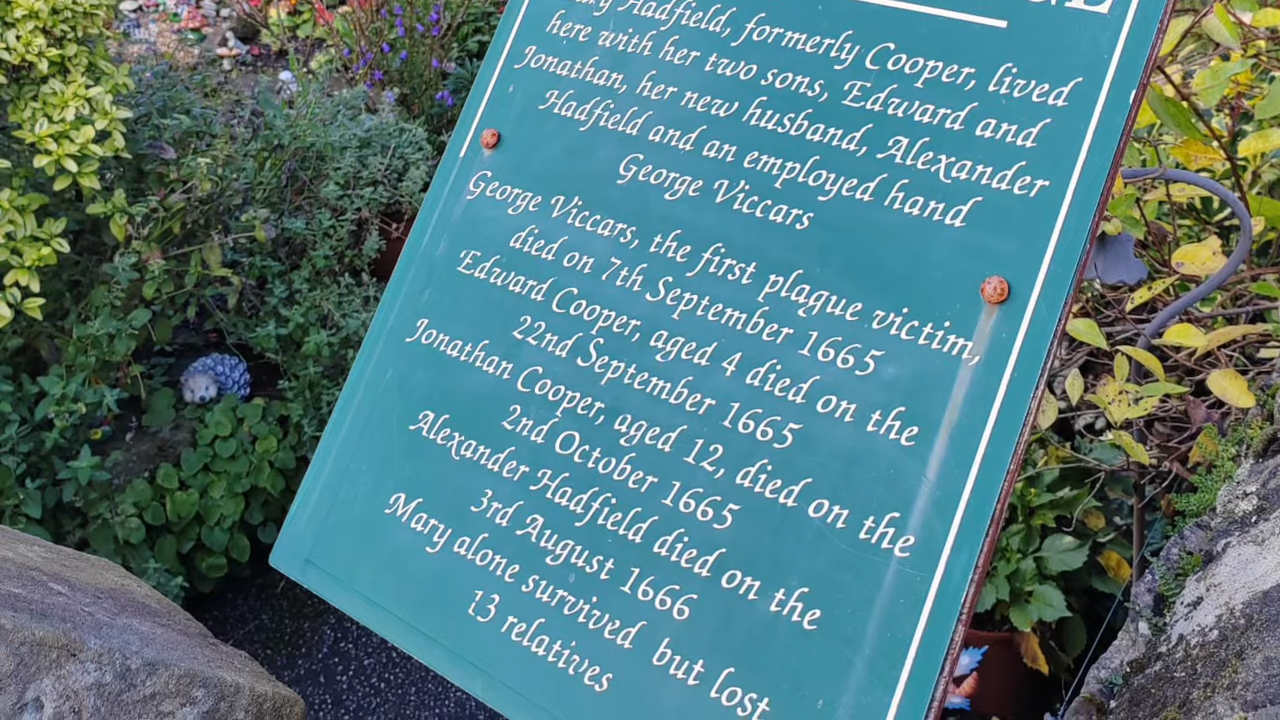 Hadfield, formerly Cooper, lived
here with her two sons, Edward and
Jonathan, her new husband, Alexander
Hadfield and an employed hand
George Viccars
George Viccars, the first plague victim,
died on 7th September 1665
Edward Cooper, aged 4 died on the
22nd September 1665
Jonathan Cooper, aged 12, died on the
2nd October 1665
Alexander Hadfield died on the
3rd August 1666
Mary alone survived but lost
13 relatives